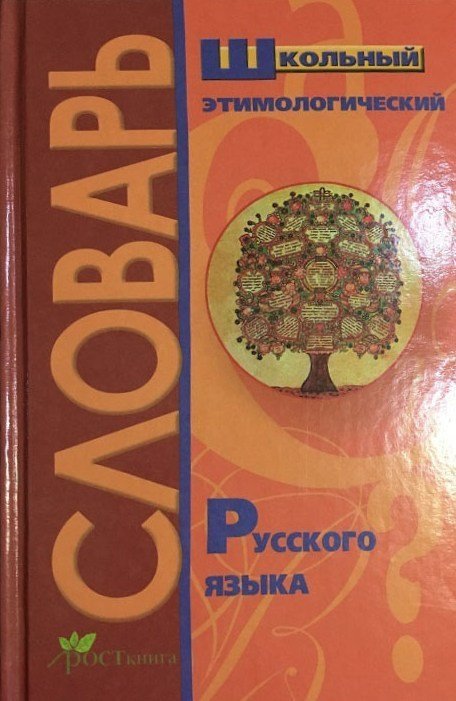 СЛОВАРЬ
Школьный
этимологический
Русского
языка
РОСТкнига